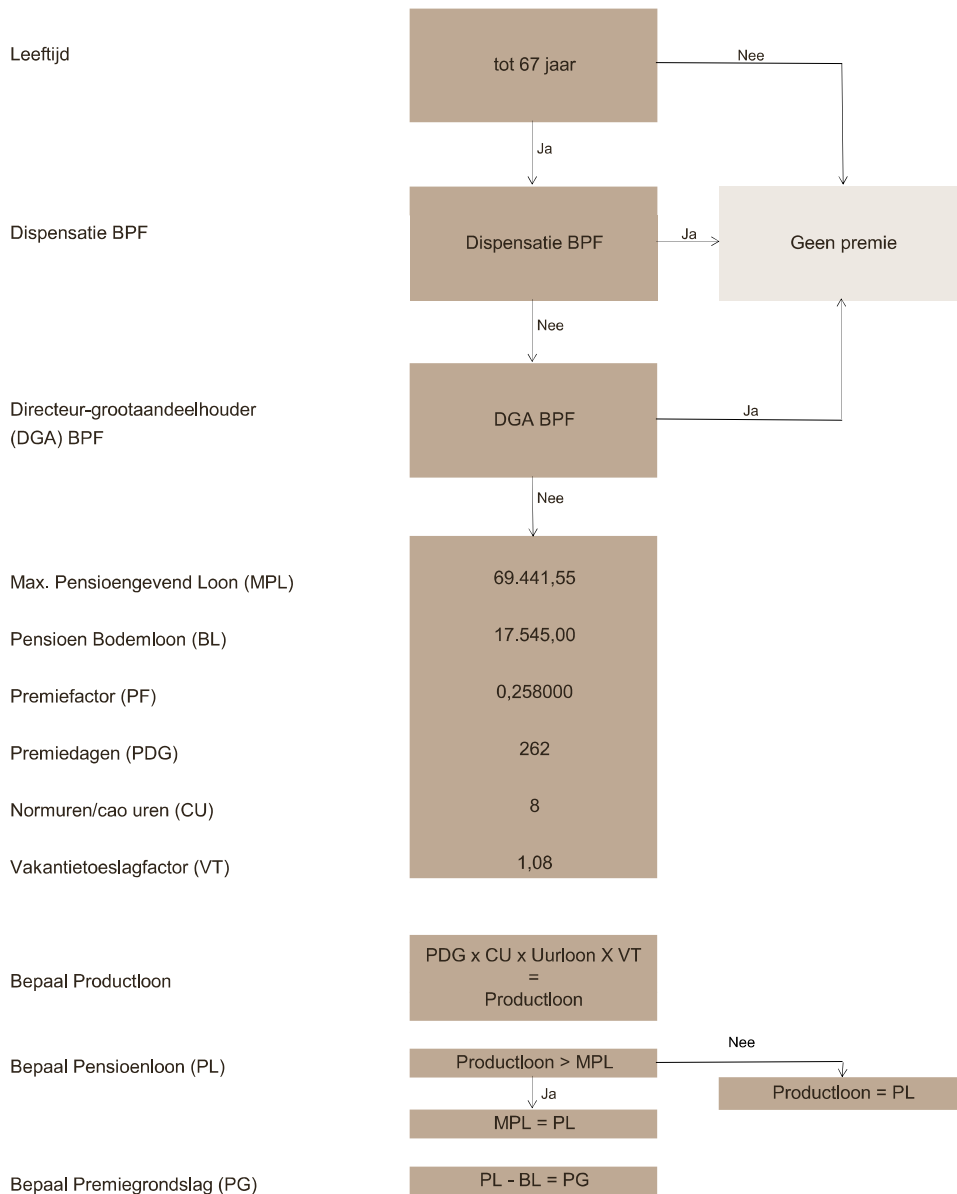 Leeftijd
tot 67 jaar
Nee
Ja
Dispensatie BPF
Dispensatie BPF
Ja
Geen premie
Nee
Directeur-grootaandeelhouder
(DGA) BPF
DGA BPF
Ja
Nee
Max. Pensioengevend Loon (MPL)
69.441,55
Pensioen Bodemloon (BL)
17.545,00
Premiefactor (PF)
0,258000
Premiedagen (PDG)
262
Normuren/cao uren (CU)
8
Vakantietoeslagfactor (VT)
1,08
Bepaal Productloon
PDG x CU x Uurloon X VT
=
Productloon
Bepaal Pensioenloon (PL)
Productloon > MPL
Nee
Productloon = PL
Ja
MPL = PL
Bepaal Premiegrondslag (PG)
PL - BL = PG